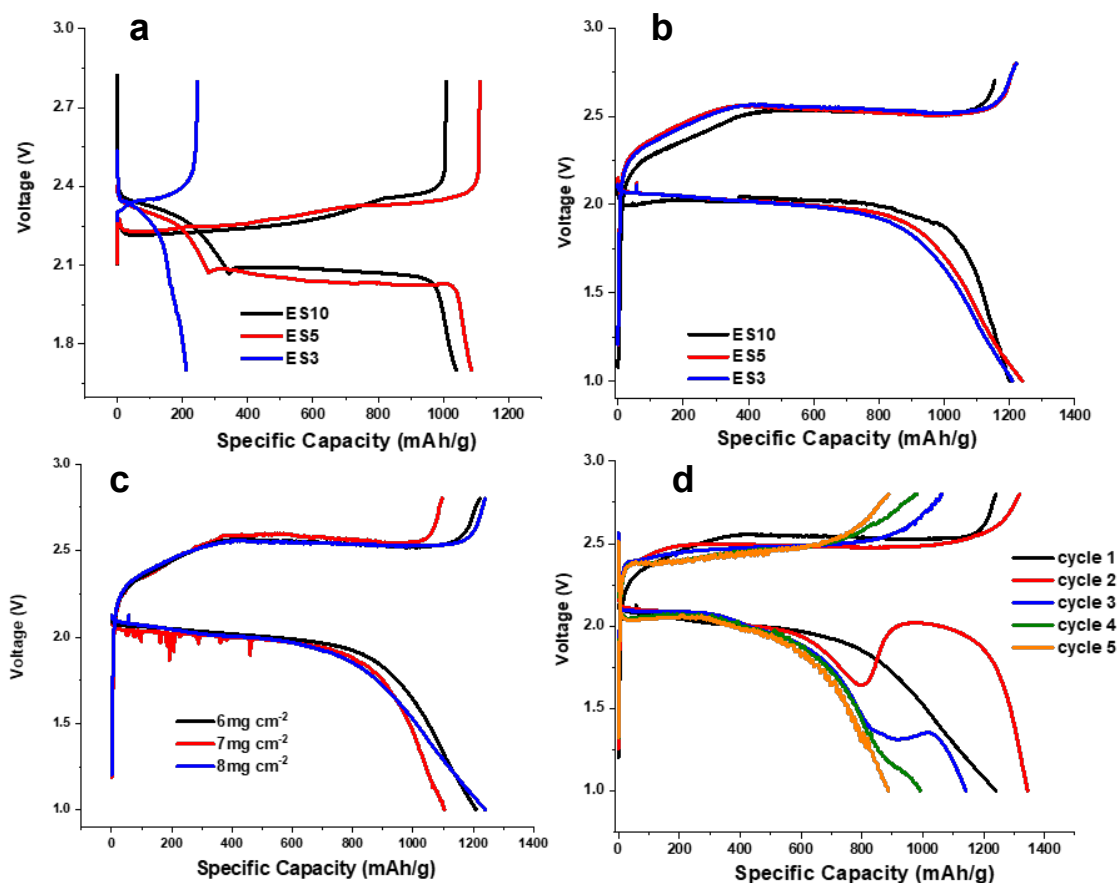 a
3.0
2.7
2.4
2.1
1.8
Voltage (V)
ES10
ES5
ES3
0 200 400 600 800 1000 1200
Specific Capacity (mAh/g)
b
3.0
2.5
2.0
1.5
1.0
Voltage (V)
ES10
ES5
ES3
0 200 400 600 800 1000 1200 1400
Specific Capacity (mAh/g)
c
3.0
2.5
2.0
1.5
1.0
Voltage (V)
6mg cm⁻²
7mg cm⁻²
8mg cm⁻²
0 200 400 600 800 1000 1200 1400
Specific Capacity (mAh/g)
d
3.0
2.5
2.0
1.5
1.0
Voltage (V)
cycle 1
cycle 2
cycle 3
cycle 4
cycle 5
0 200 400 600 800 1000 1200 1400
Specific Capacity (mAh/g)